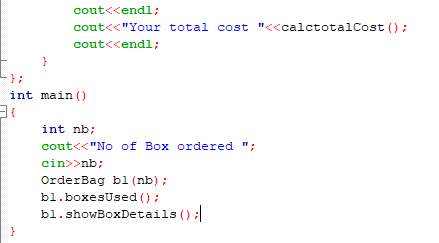 cout<<endl;
cout<<"Your total cost "<<calctotalCost();
cout<<endl;
}
};
int main()
{
int nb;
cout<<"No of Box ordered ";
cin>>nb;
OrderBag b1(nb);
b1.boxesUsed();
b1.showBoxDetails();
}